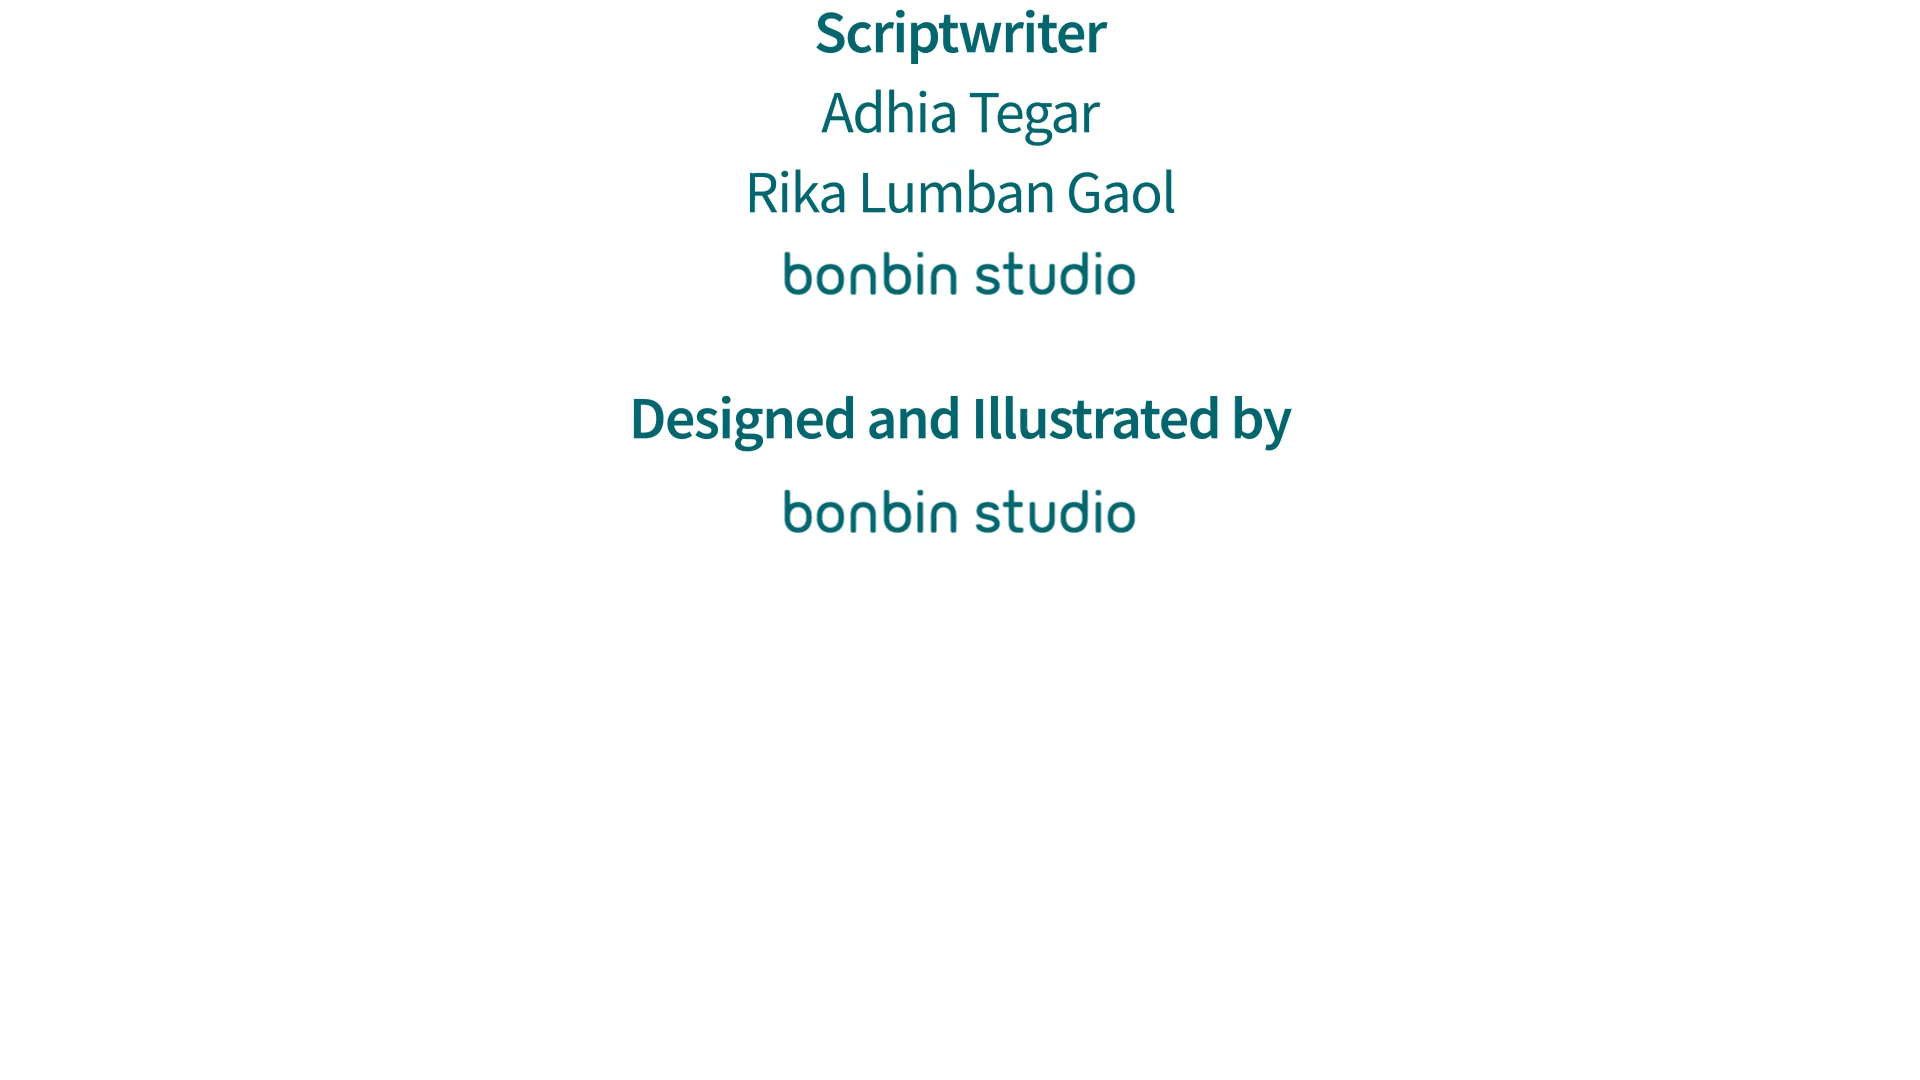 Scriptwriter
Adhia Tegar
Rika Lumban Gaol
bonbin studio
Designed and Illustrated by
bonbin studio